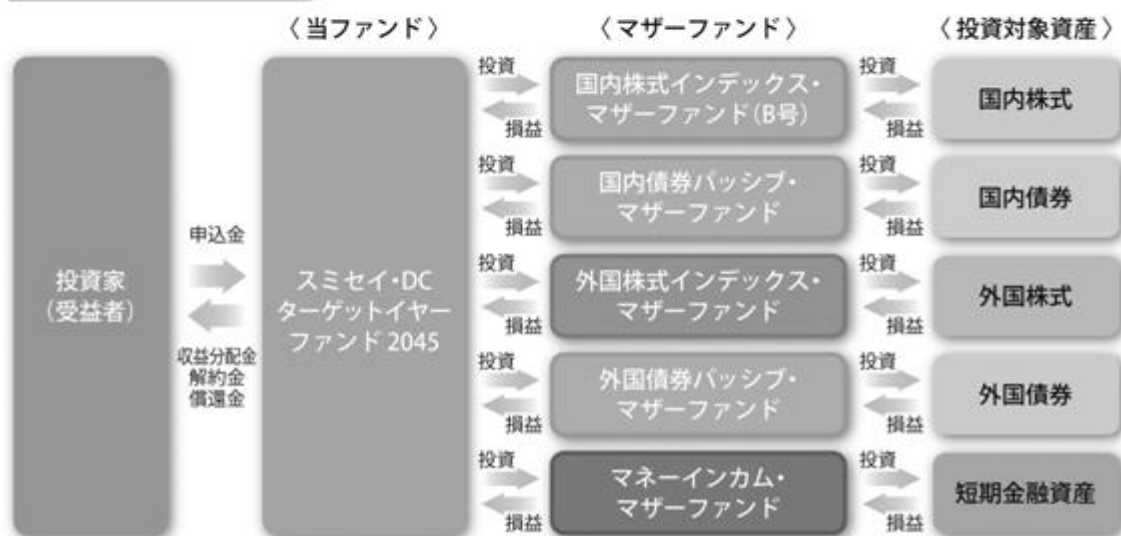 〈 当ファンド 〉
〈 マザーファンド 〉
〈 投資対象資産 〉
投資家
（受益者）
申込金
収益分配金
解約金
償還金
スミセイ・DC
ターゲットイヤー
ファンド 2045
投資
損益
国内株式インデックス・
マザーファンド（B号）
投資
損益
国内株式
投資
損益
国内債券パッシブ・
マザーファンド
投資
損益
国内債券
投資
損益
外国株式インデックス・
マザーファンド
投資
損益
外国株式
投資
損益
外国債券パッシブ・
マザーファンド
投資
損益
外国債券
投資
損益
マネーインカム・
マザーファンド
投資
損益
短期金融資産